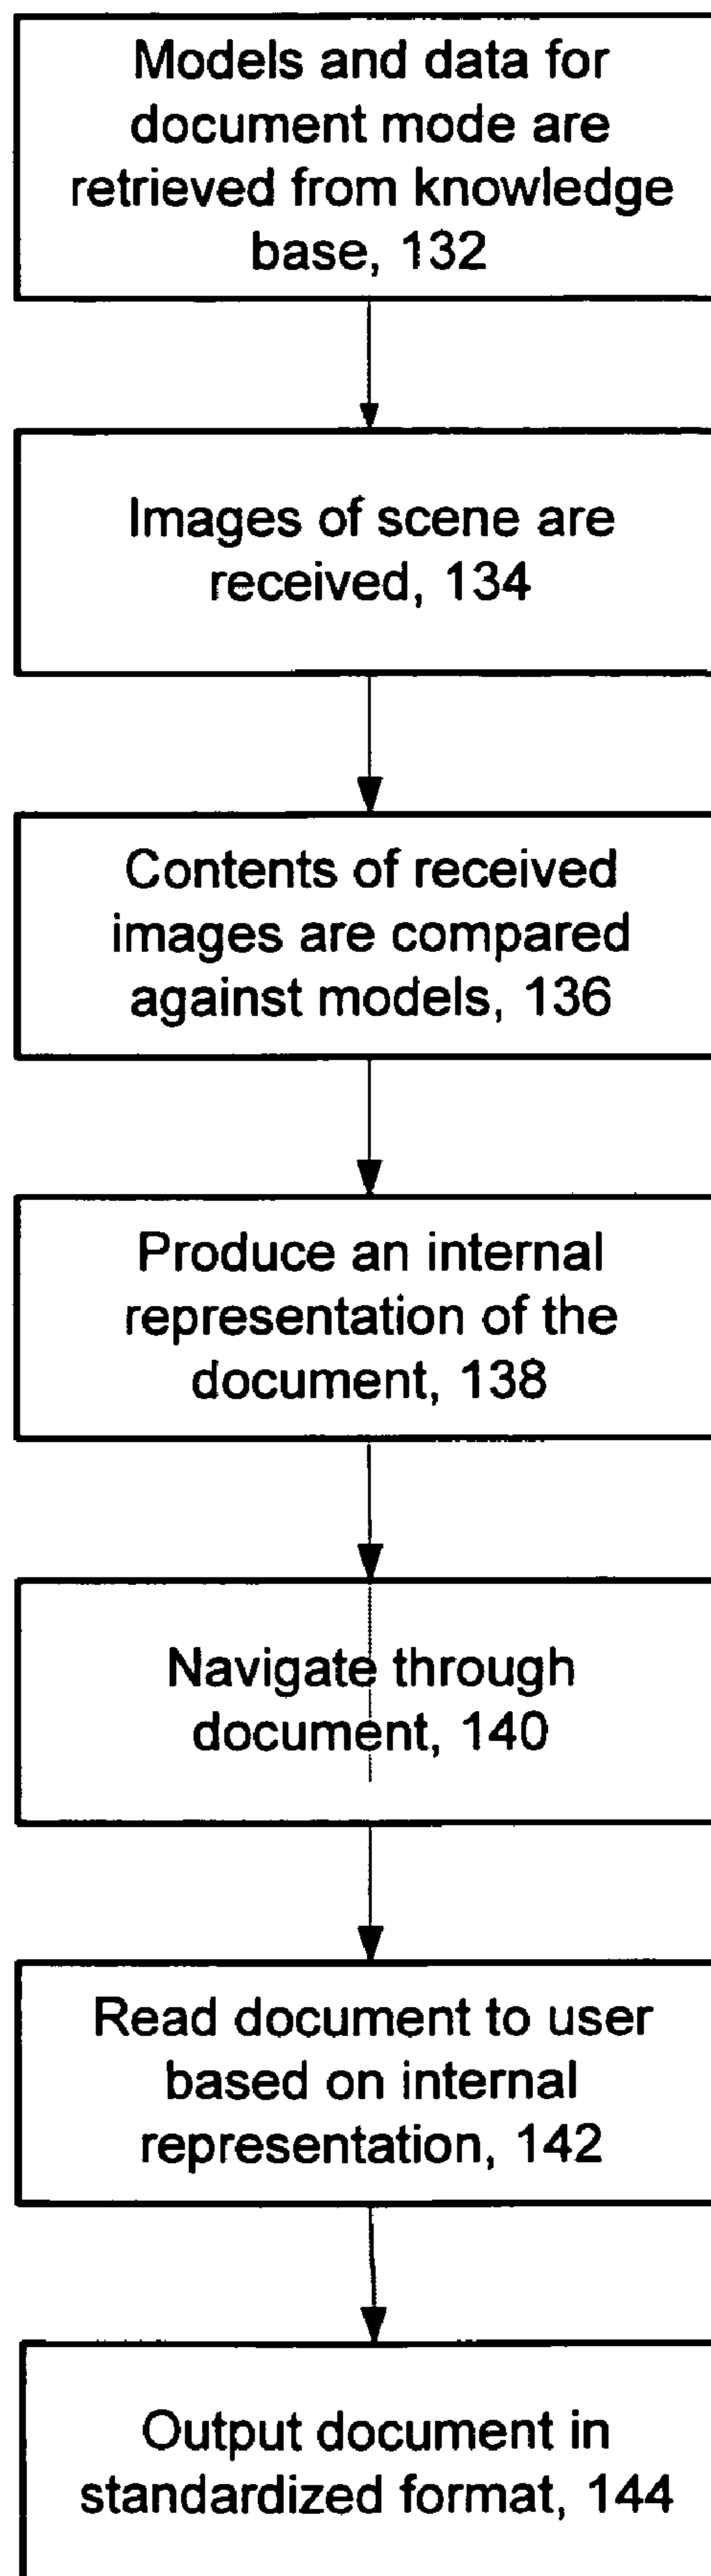 Models and data for
document mode are
retrieved from knowledge
base, 132
Images of scene are
received, 134
Contents of received
images are compared
against models, 136
Produce an internal
representation of the
document, 138
Navigate through
document, 140
Read document to user
based on internal
representation, 142
Output document in
standardized format, 144